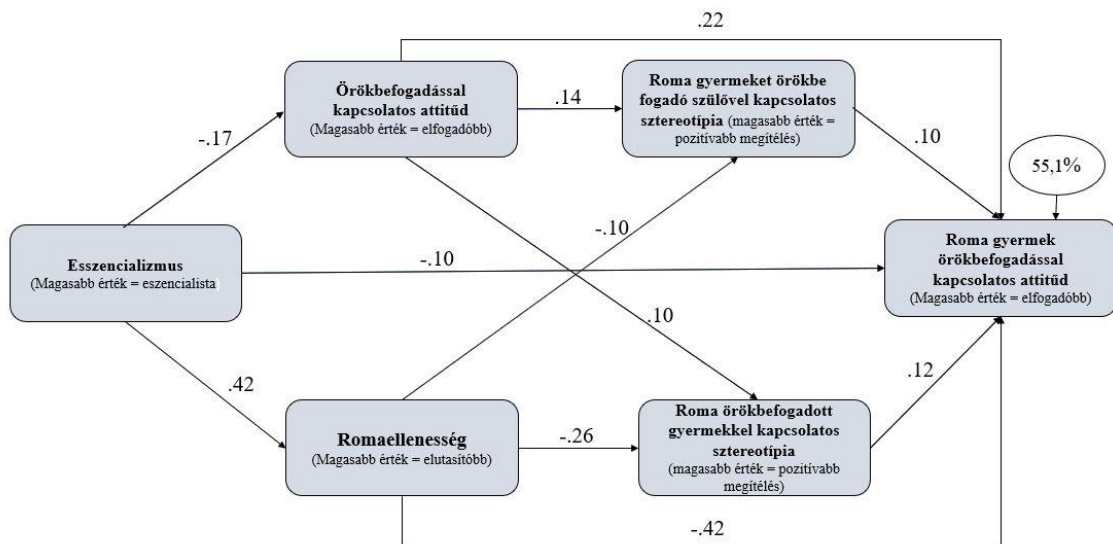 .22
Örökbefogadással
kapcsolatos attitűd
(Magasabb érték = elfogadóbb)
.14
Roma gyermeket örökbe
fogadó szülővel kapcsolatos
sztereotípia (magasabb érték =
pozitívabb megítélés)
-.17
.10
55,1%
Esszencializmus
(Magasabb érték = eszencialista)
-.10
-.10
Roma gyermek
örökbefogadással
kapcsolatos attitűd
(Magasabb érték = elfogadóbb)
.10
.42
.12
Romaellenesség
(Magasabb érték = elutasítóbb)
-.26
Roma örökbefogadott
gyermekkel kapcsolatos
sztereotípia
(magasabb érték = pozitívabb
megítélés)
-.42